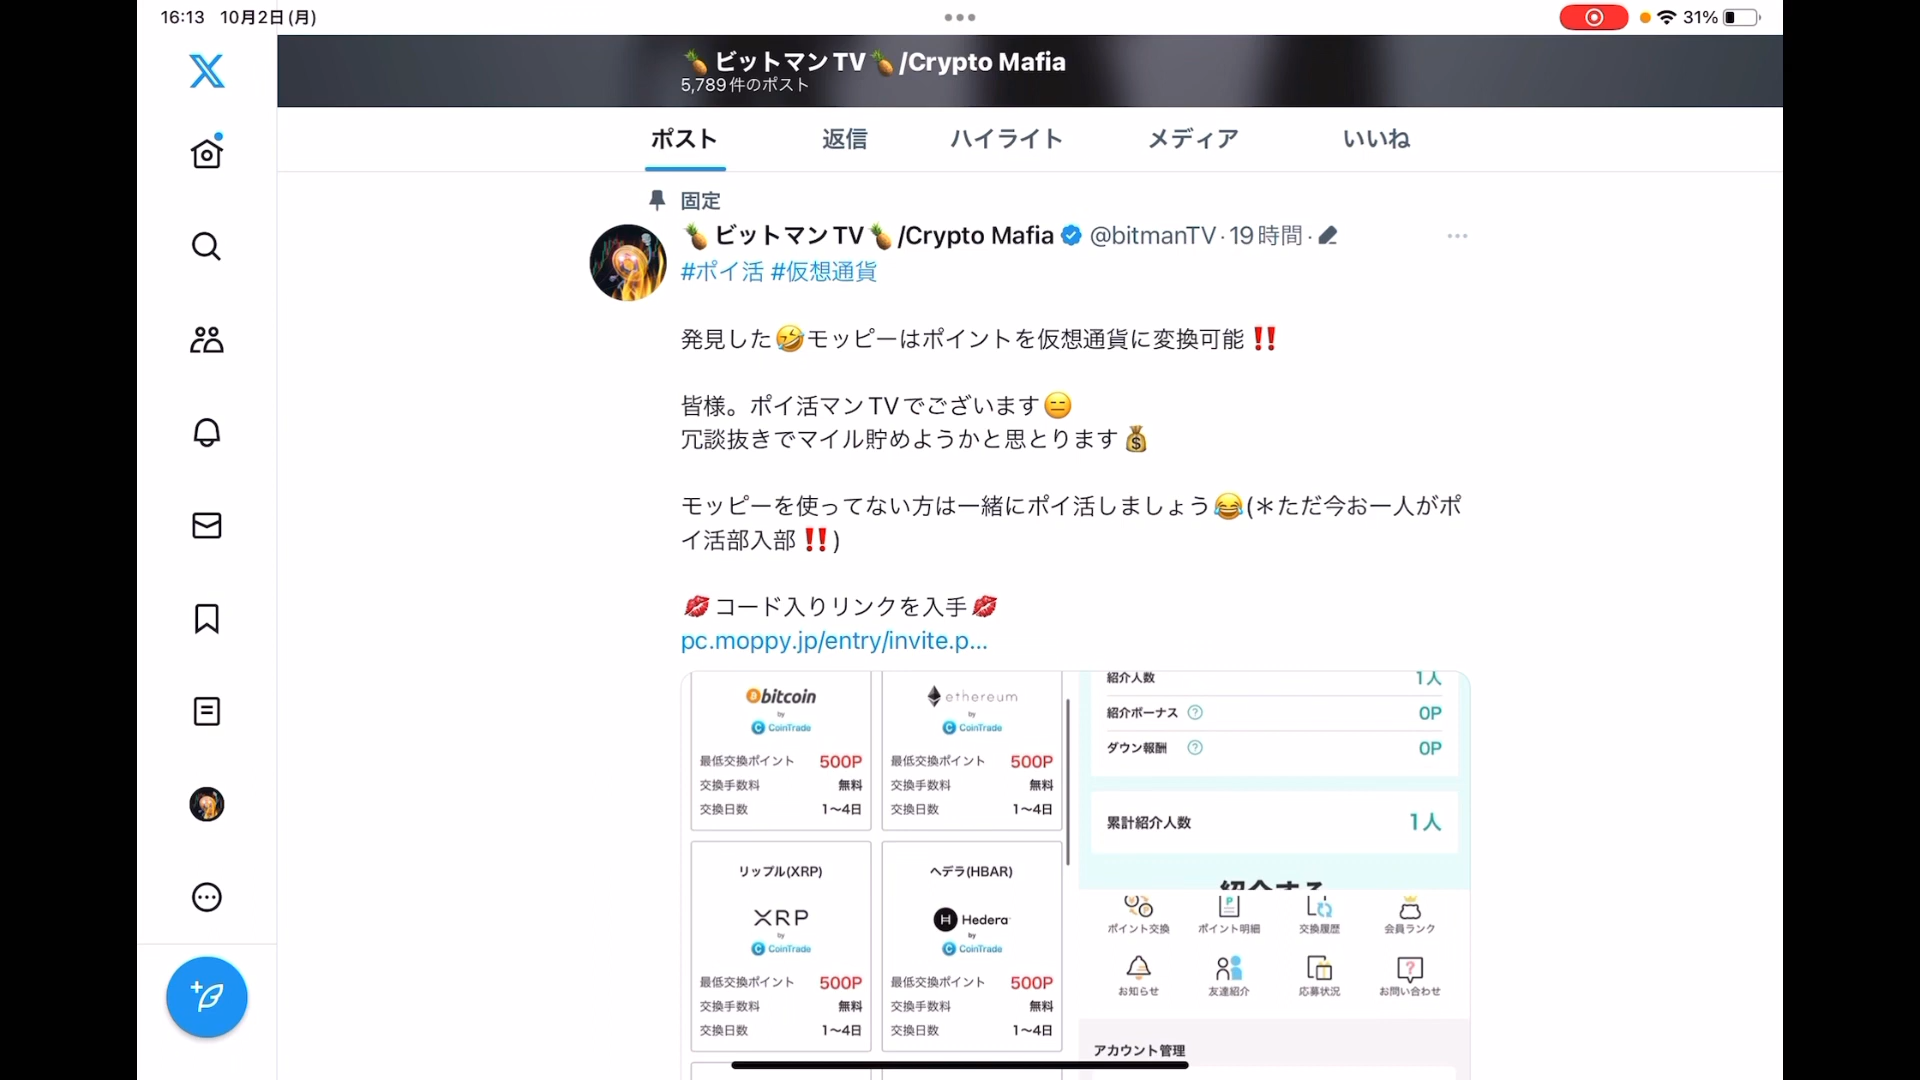 16:13 10月2日(月)
31%
🍍ビットマンTV🍍/Crypto Mafia
5,789件のポスト
ポスト 返信 ハイライト メディア いいね
固定
🍍ビットマンTV🍍/Crypto Mafia @bitmanTV·19時間·
#ポイ活 #仮想通貨
発見した🤣モッピーはポイントを仮想通貨に変換可能‼️
皆様。ポイ活マンTVでございます😑
冗談抜きでマイル貯めようかと思とります💰
モッピーを使ってない方は一緒にポイ活しましょう😂(＊ただ今お一人がポ
イ活部入部‼️)
💋コード入りリンクを入手💋
pc.moppy.jp/entry/invite.p…
bitcoin
by
CoinTrade
最低交換ポイント 500P
交換手数料 無料
交換日数 1〜4日
ethereum
by
CoinTrade
最低交換ポイント 500P
交換手数料 無料
交換日数 1〜4日
リップル(XRP)
XRP
by
CoinTrade
最低交換ポイント 500P
交換手数料 無料
交換日数 1〜4日
ヘデラ(HBAR)
Hedera
by
CoinTrade
最低交換ポイント 500P
交換手数料 無料
交換日数 1〜4日
紹介人数 1人
紹介ボーナス ? 0P
ダウン報酬 ? 0P
累計紹介人数 1人
紹介する
ポイント交換 ポイント明細 交換履歴 会員ランク
お知らせ 友達紹介 応募状況 お問い合わせ
アカウント管理